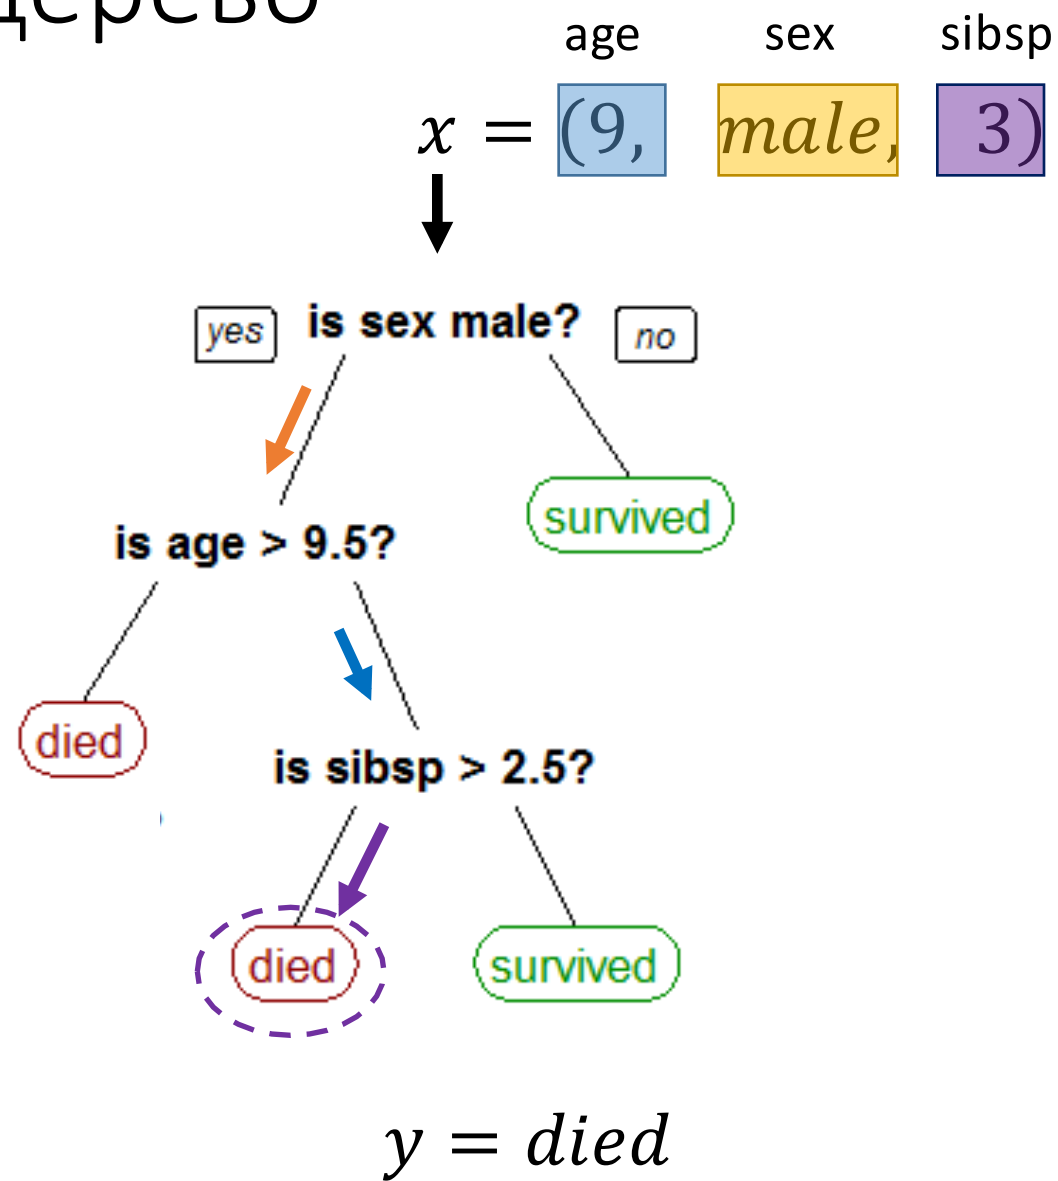 дерево
age sex sibsp
x = (9, male, 3)
yes is sex male? no
survived
is age > 9.5?
died
is sibsp > 2.5?
died survived
y = died